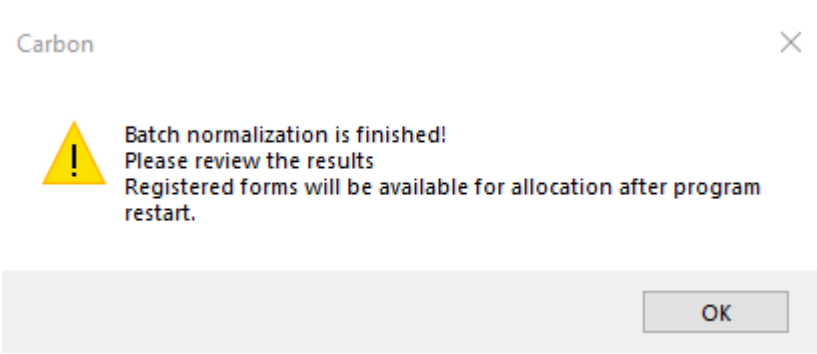 Carbon
Batch normalization is finished!
Please review the results
Registered forms will be available for allocation after program
restart.
OK